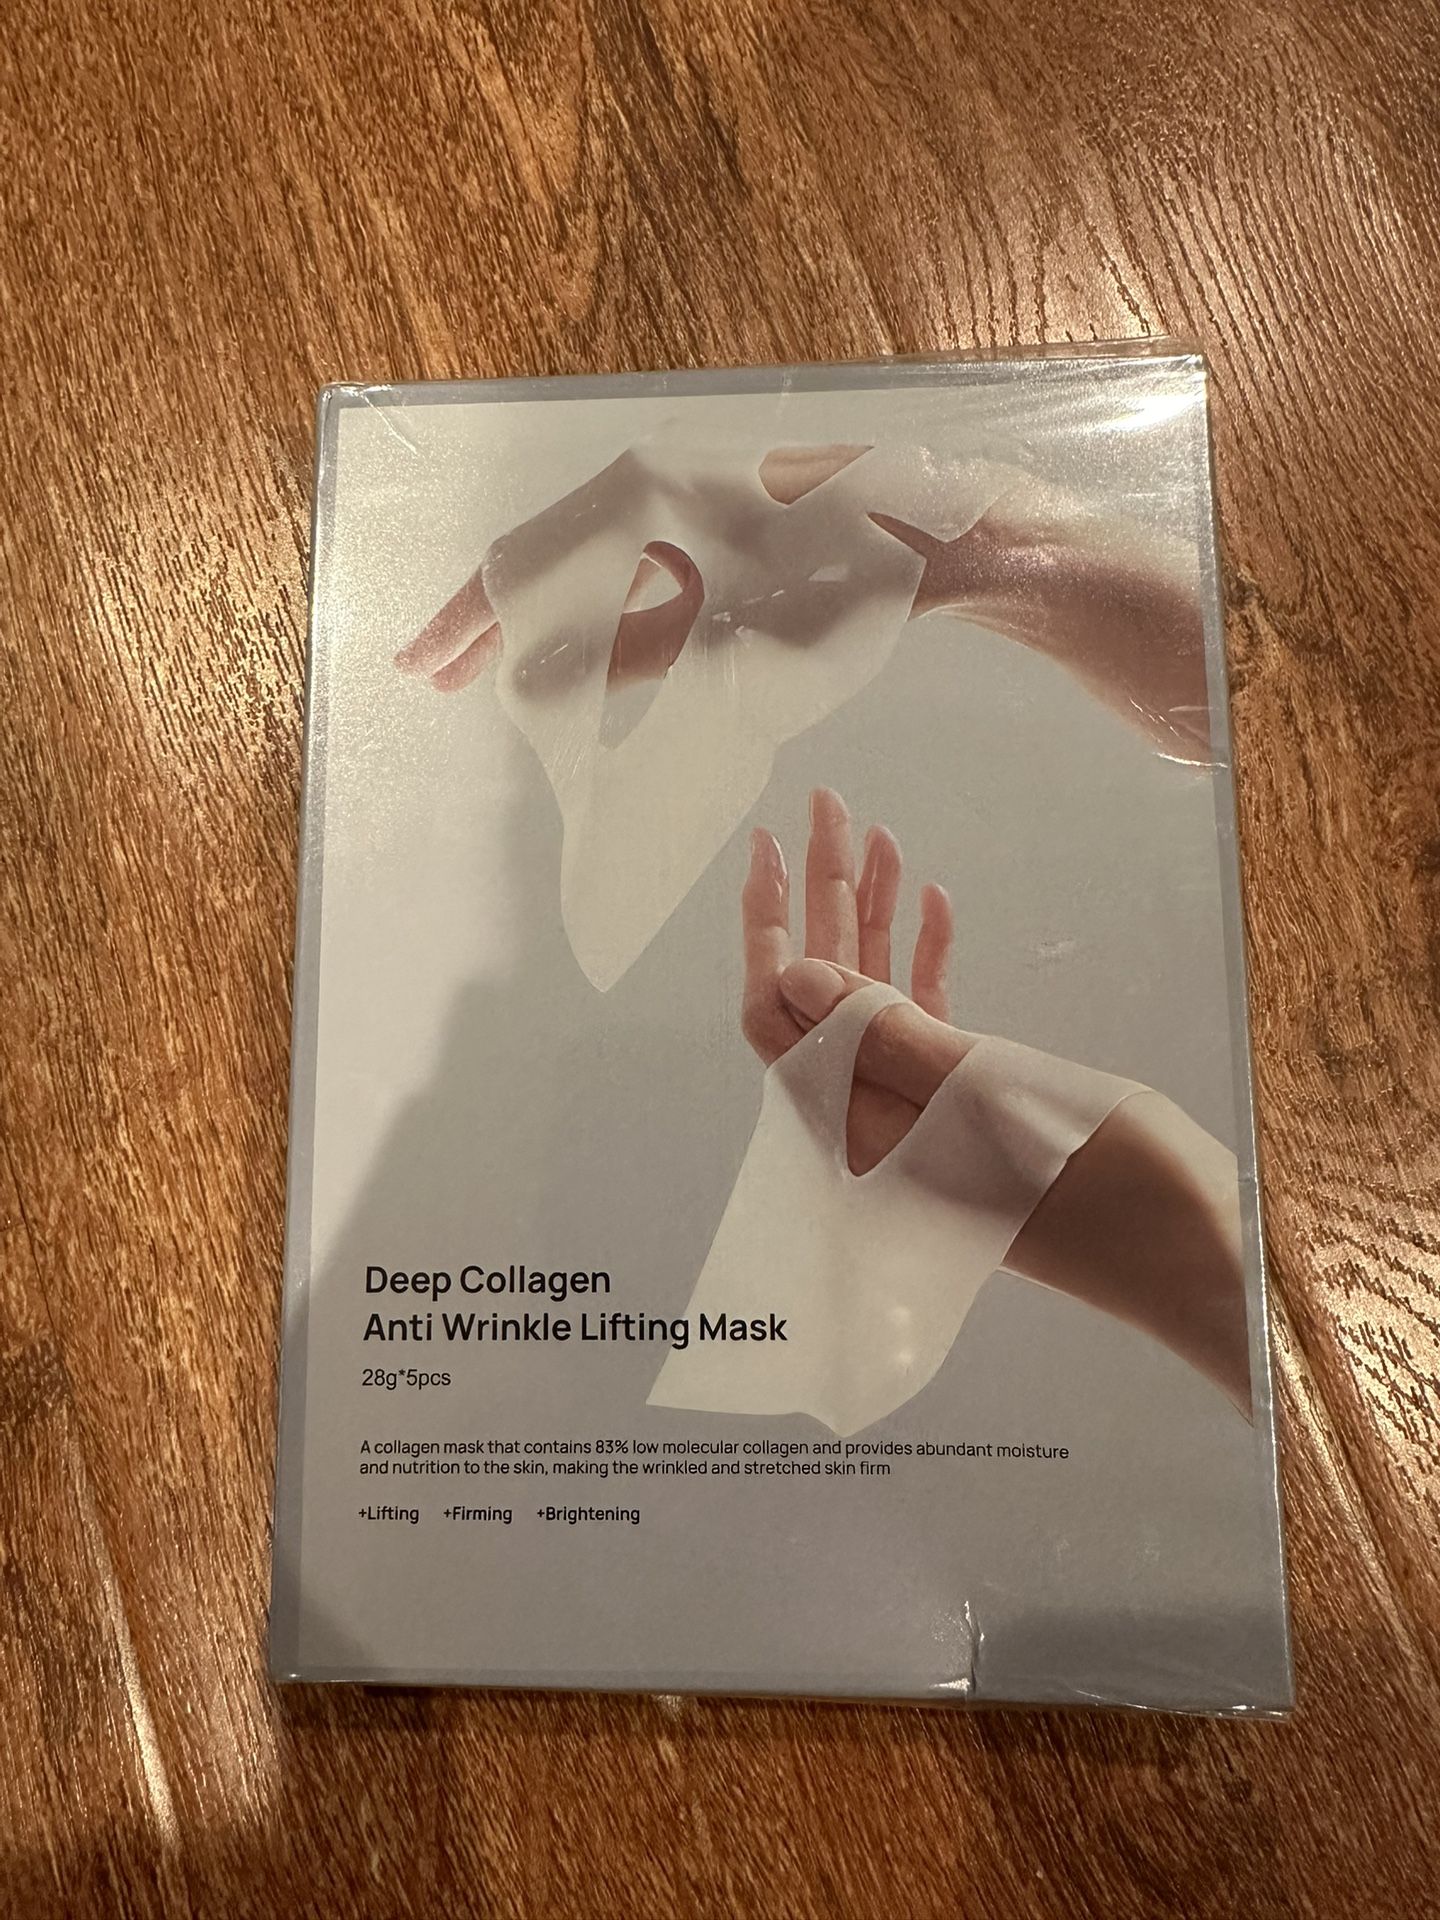 Deep Collagen
Anti Wrinkle Lifting Mask
28g*5pcs
A collagen mask that contains 83% low molecular collagen and provides abundant moisture
and nutrition to the skin, making the wrinkled and stretched skin firm
+Lifting +Firming +Brightening